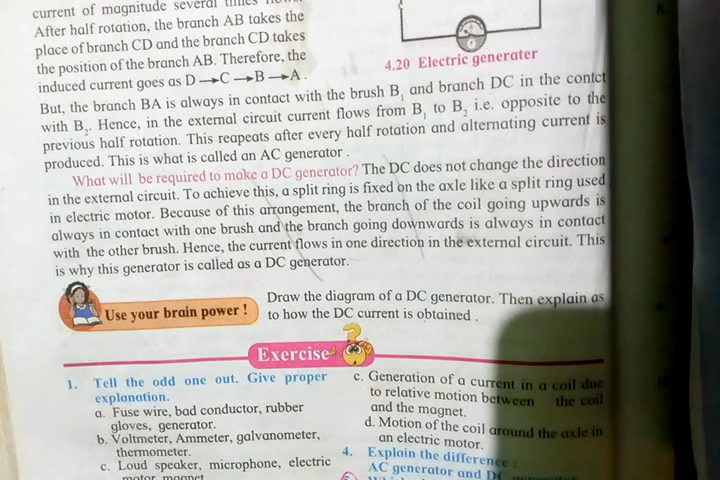 current of magnitude several times
After half rotation, the branch AB takes the
place of branch CD and the branch CD takes
the position of the branch AB. Therefore, the
induced current goes as D→C→B→A.
4.20 Electric generater
But, the branch BA is always in contact with the brush B₁ and branch DC in the contct
with B₂. Hence, in the external circuit current flows from B₁ to B₂ i.e. opposite to the
previous half rotation. This reapeats after every half rotation and alternating current is
produced. This is what is called an AC generator .
What will be required to make a DC generator? The DC does not change the direction
in the external circuit. To achieve this, a split ring is fixed on the axle like a split ring used
in electric motor. Because of this arrangement, the branch of the coil going upwards is
always in contact with one brush and the branch going downwards is always in contact
with the other brush. Hence, the current flows in one direction in the external circuit. This
is why this generator is called as a DC generator.
Use your brain power !
Draw the diagram of a DC generator. Then explain as
to how the DC current is obtained .
Exercise
1. Tell the odd one out. Give proper
explanation.
a. Fuse wire, bad conductor, rubber
gloves, generator.
b. Voltmeter, Ammeter, galvanometer,
thermometer.
c. Loud speaker, microphone, electric
motor, magnet
c. Generation of a current in a coil due
to relative motion between the coil
and the magnet.
d. Motion of the coil around the axle in
an electric motor.
4. Explain the difference :
AC generator and DC